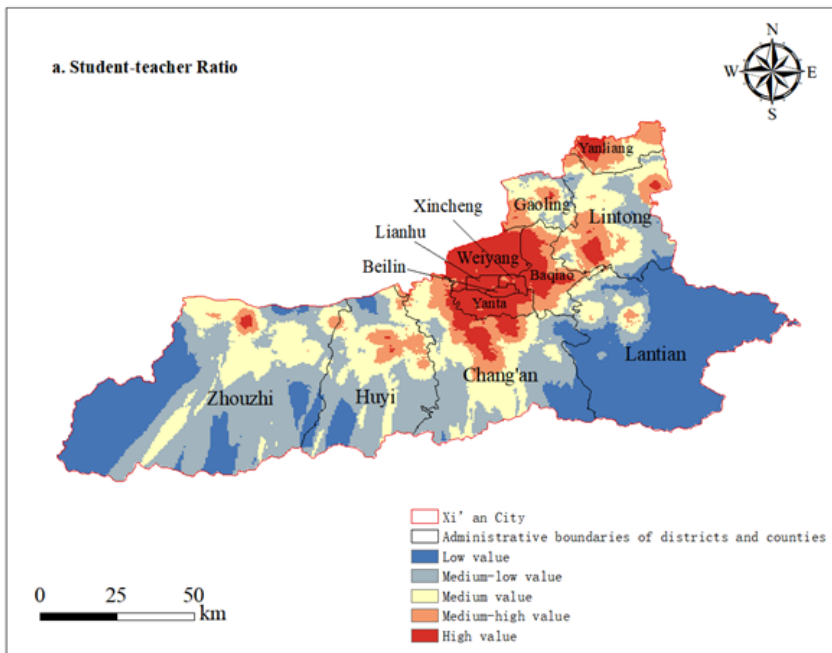 a. Student-teacher Ratio
N
W
E
S
Yanliang
Gaoling
Xincheng
Lintong
Lianhu
Weiyang
Beilin
Baqiao
Yanta
Lantian
Chang'an
Zhouzhi
Huyi
Xi' an City
Administrative boundaries of districts and counties
Low value
Medium-low value
Medium value
Medium-high value
High value
0 25 50
km